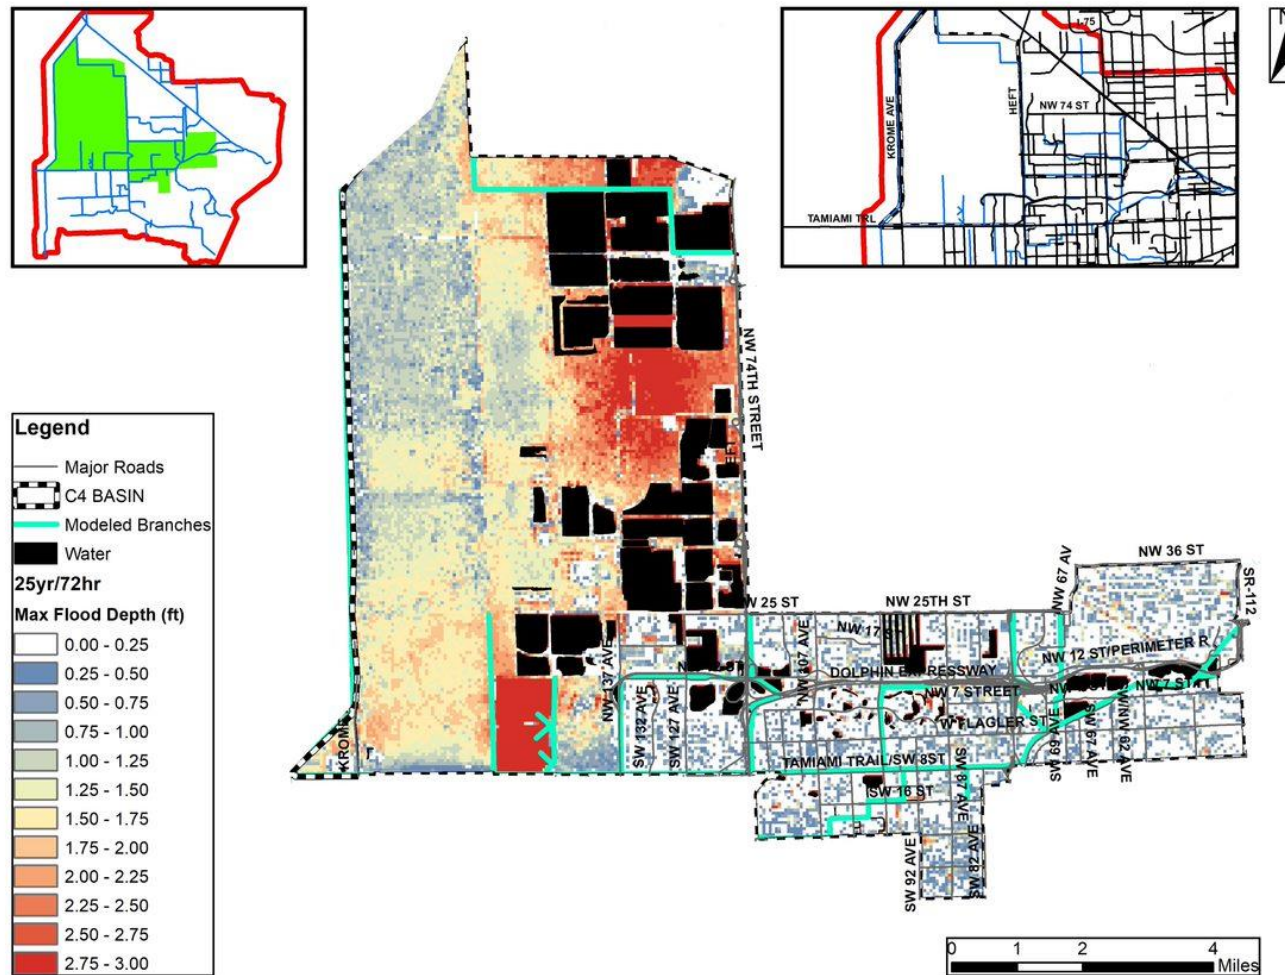 I-75
KROME AVE
HEFT
NW 74 ST
TAMIAMI TRL
NW 74TH STREET
Legend
Major Roads
C4 BASIN
Modeled Branches
Water
25yr/72hr
Max Flood Depth (ft)
0.00 - 0.25
0.25 - 0.50
0.50 - 0.75
0.75 - 1.00
1.00 - 1.25
1.25 - 1.50
1.50 - 1.75
1.75 - 2.00
2.00 - 2.25
2.25 - 2.50
2.50 - 2.75
2.75 - 3.00
KROME
NW 137 AVE
SW 132 AVE
SW 127 AVE
25 ST
NW 107 AVE
NW 17 ST
NW 25TH ST
DOLPHIN EXPRESSWAY
NW 7 STREET
W FLAGLER ST
TAMIAMI TRAIL/SW 8ST
SW 16 ST
SW 87 AVE
SW 92 AVE
SW 82 AVE
NW 67 AV
NW 36 ST
SR-112
NW 12 ST/PERIMETER R
NW 7 ST
SW 69 AVE
SW 67 AVE
SW/NW 62 AVE
0 1 2 4
Miles